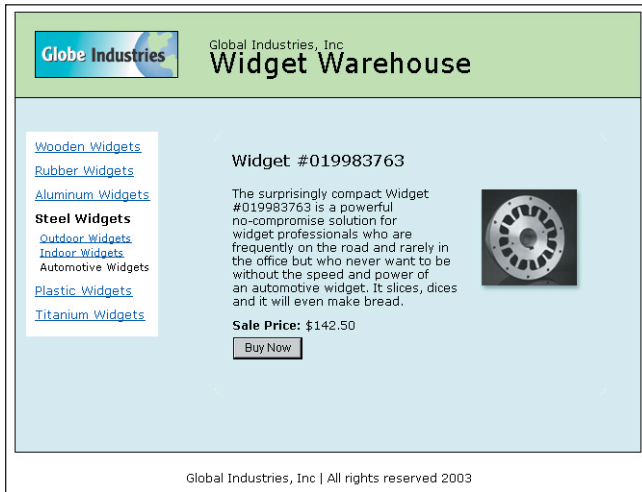 Globe Industries
Global Industries, Inc
Widget Warehouse
Wooden Widgets
Rubber Widgets
Aluminum Widgets
Steel Widgets
Outdoor Widgets
Indoor Widgets
Automotive Widgets
Plastic Widgets
Titanium Widgets
Widget #019983763
The surprisingly compact Widget
#019983763 is a powerful
no-compromise solution for
widget professionals who are
frequently on the road and rarely in
the office but who never want to be
without the speed and power of
an automotive widget. It slices, dices
and it will even make bread.
Sale Price: $142.50
Buy Now
Global Industries, Inc | All rights reserved 2003